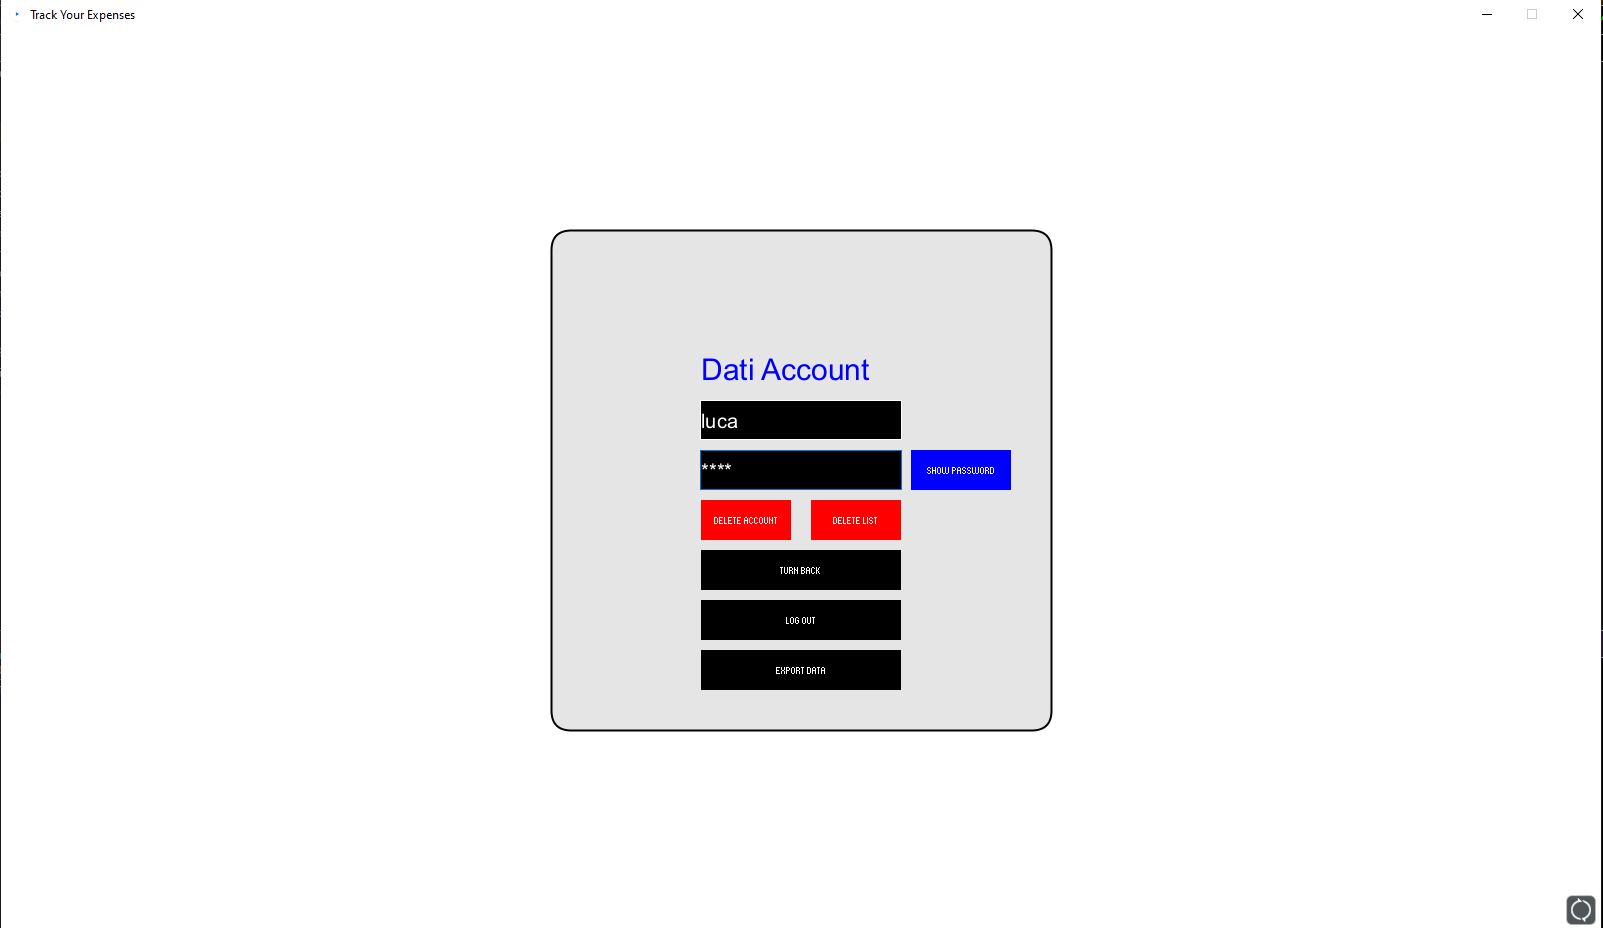 Track Your Expenses
Dati Account
luca
**** SHOW PASSWORD
DELETE ACCOUNT DELETE LIST
TURN BACK
LOG OUT
EXPORT DATA